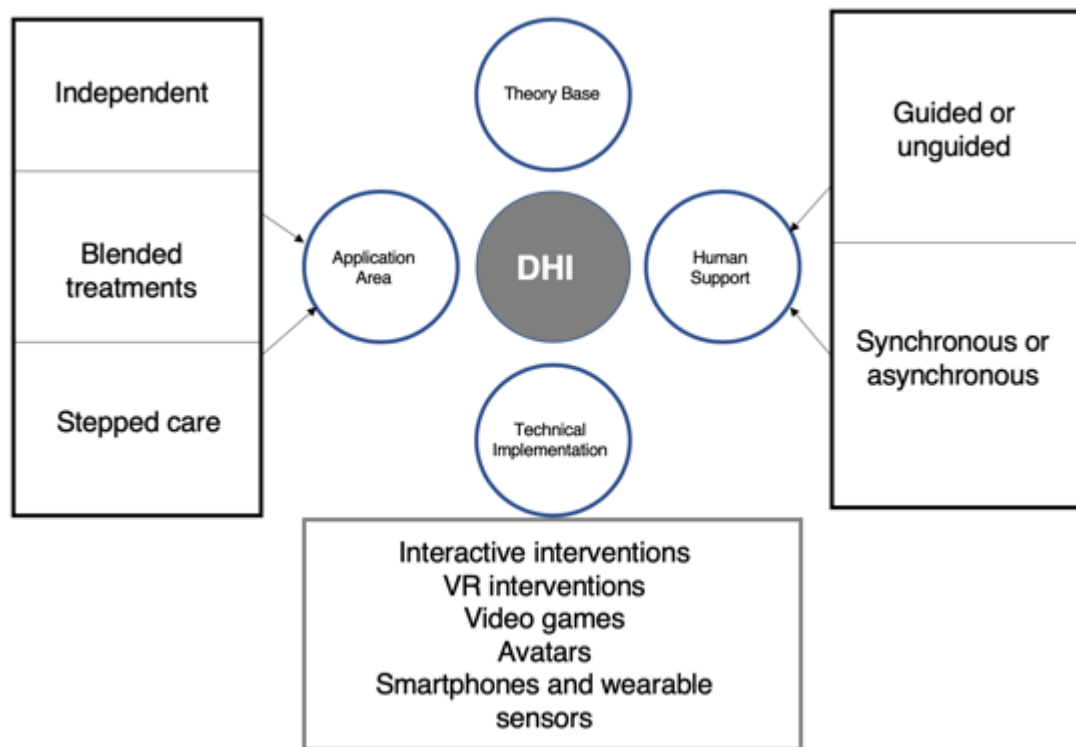 Independent
Blended
treatments
Stepped care
Theory Base
Application
Area
DHI
Human
Support
Technical
Implementation
Guided or
unguided
Synchronous or
asynchronous
Interactive interventions
VR interventions
Video games
Avatars
Smartphones and wearable
sensors